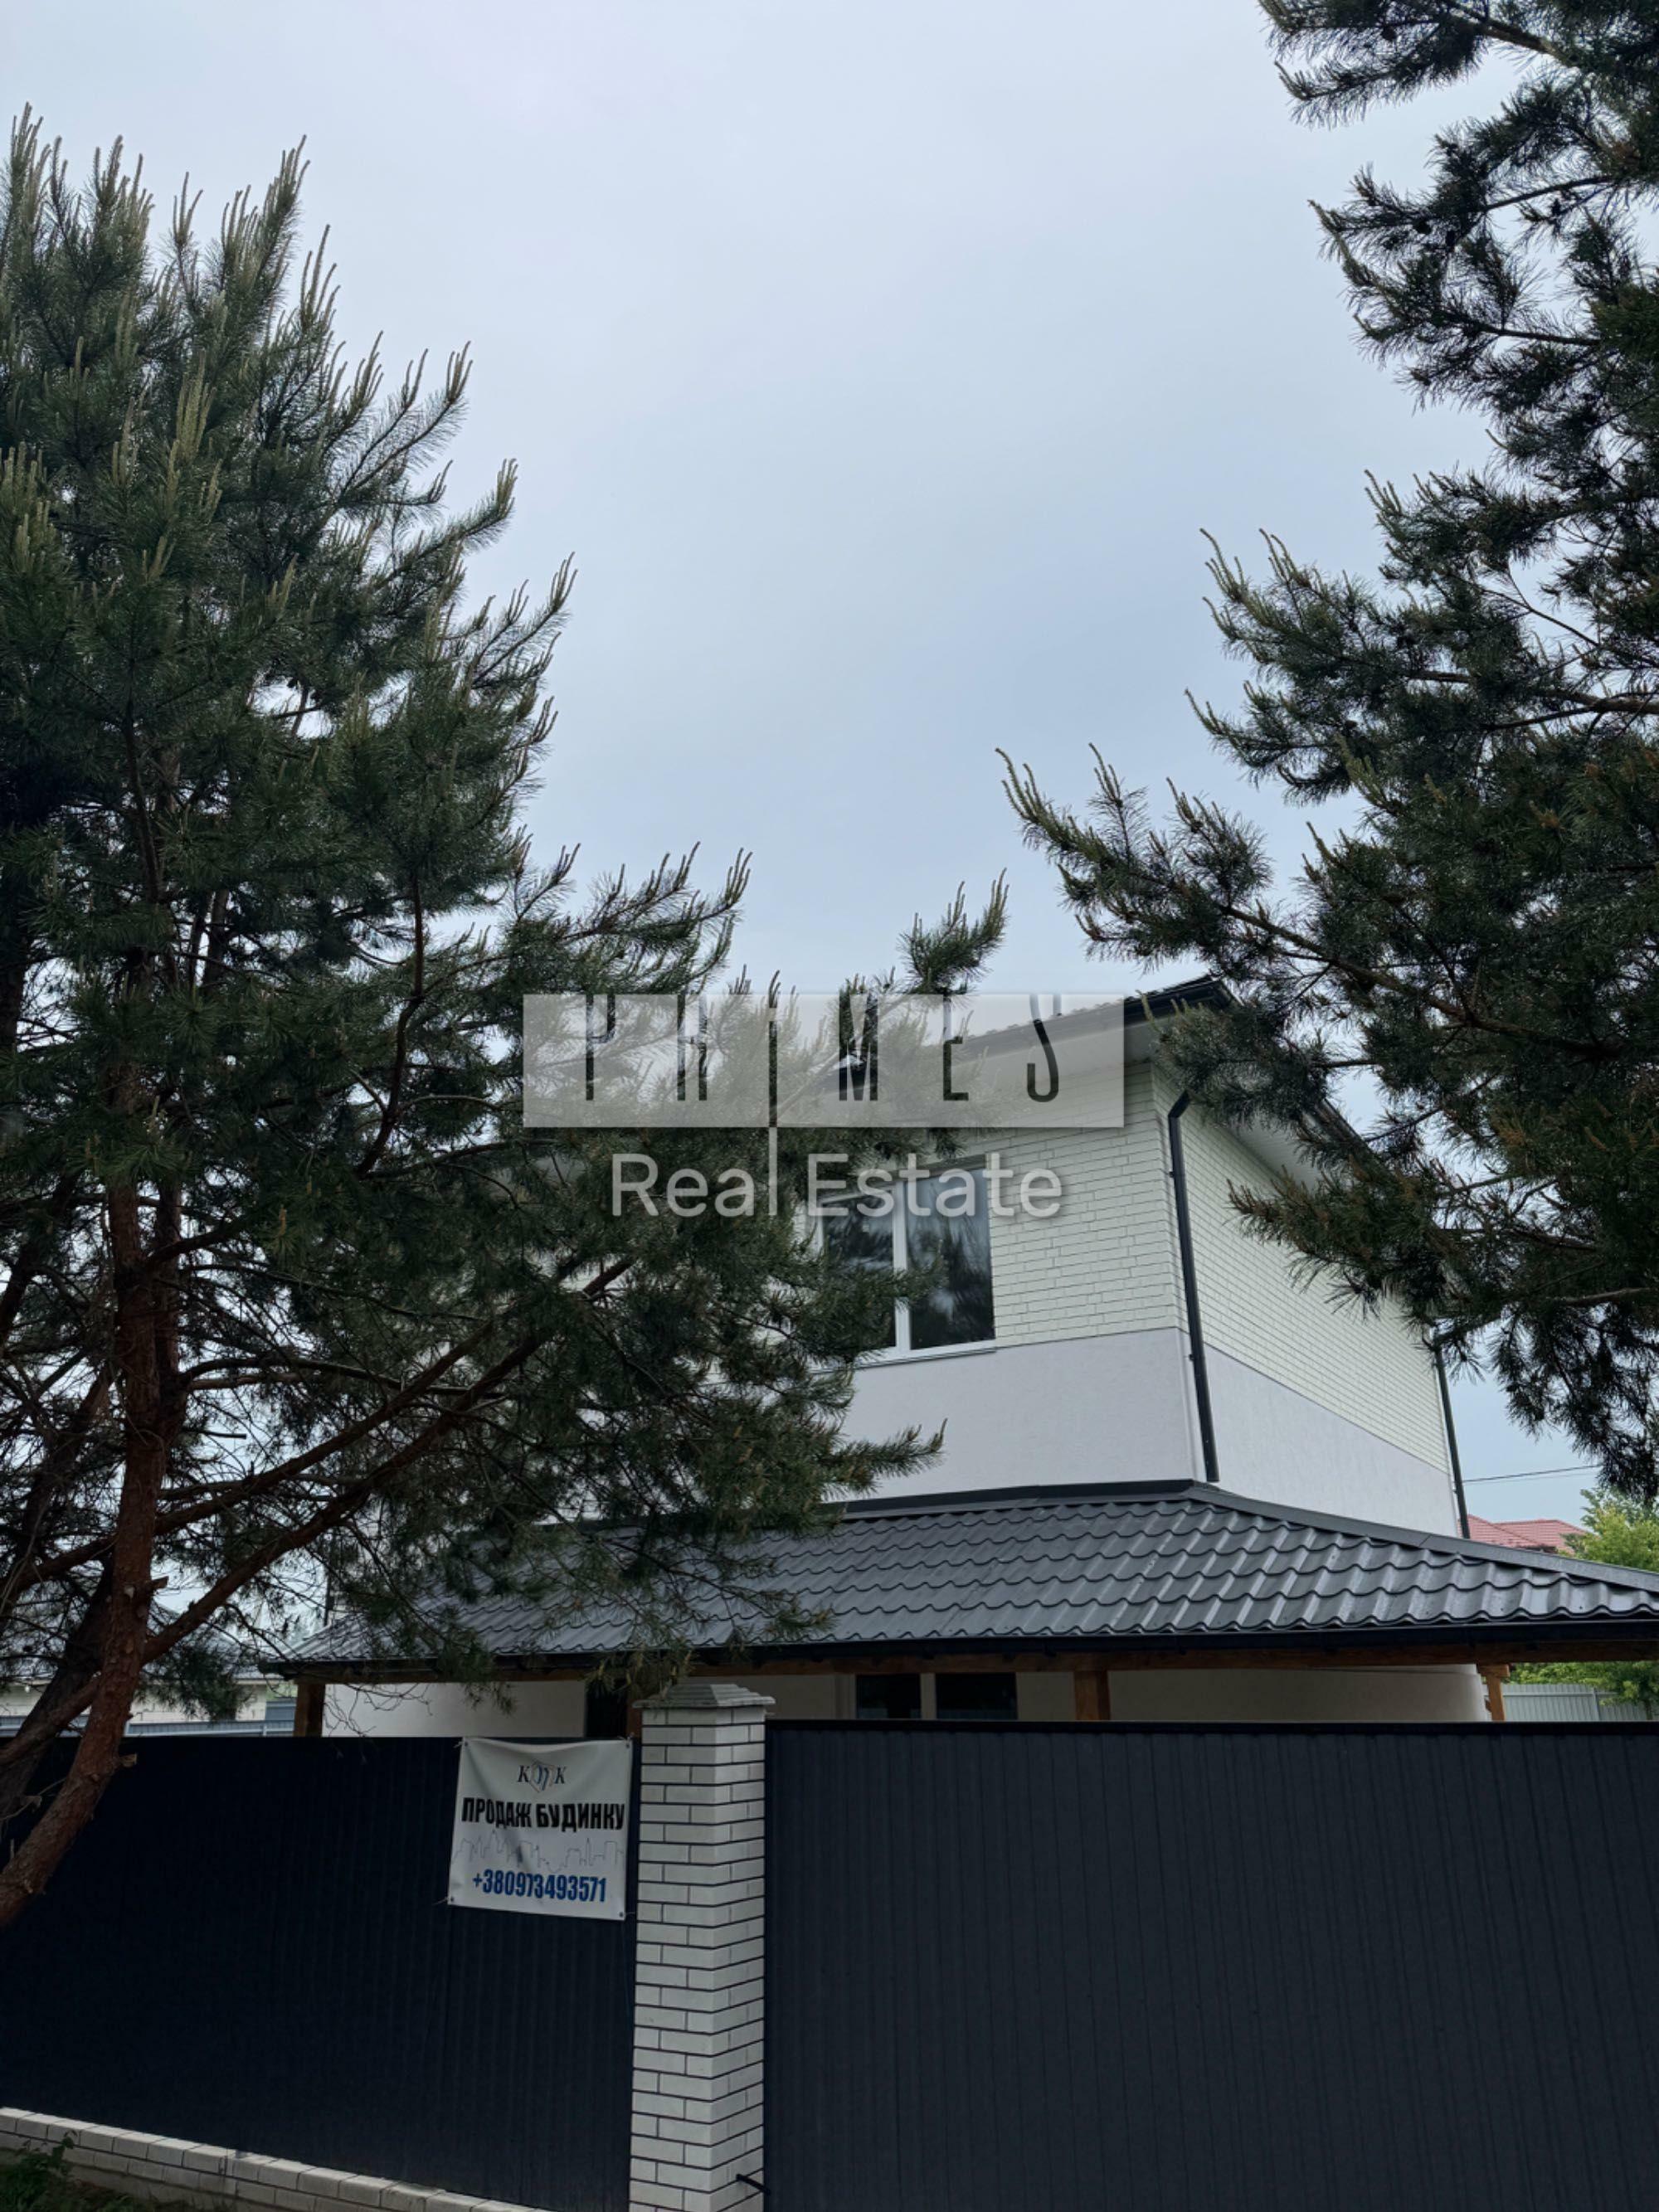 PRiMES
Real Estate
К К
ПРОДАЖ БУДИНКУ
+380973493571